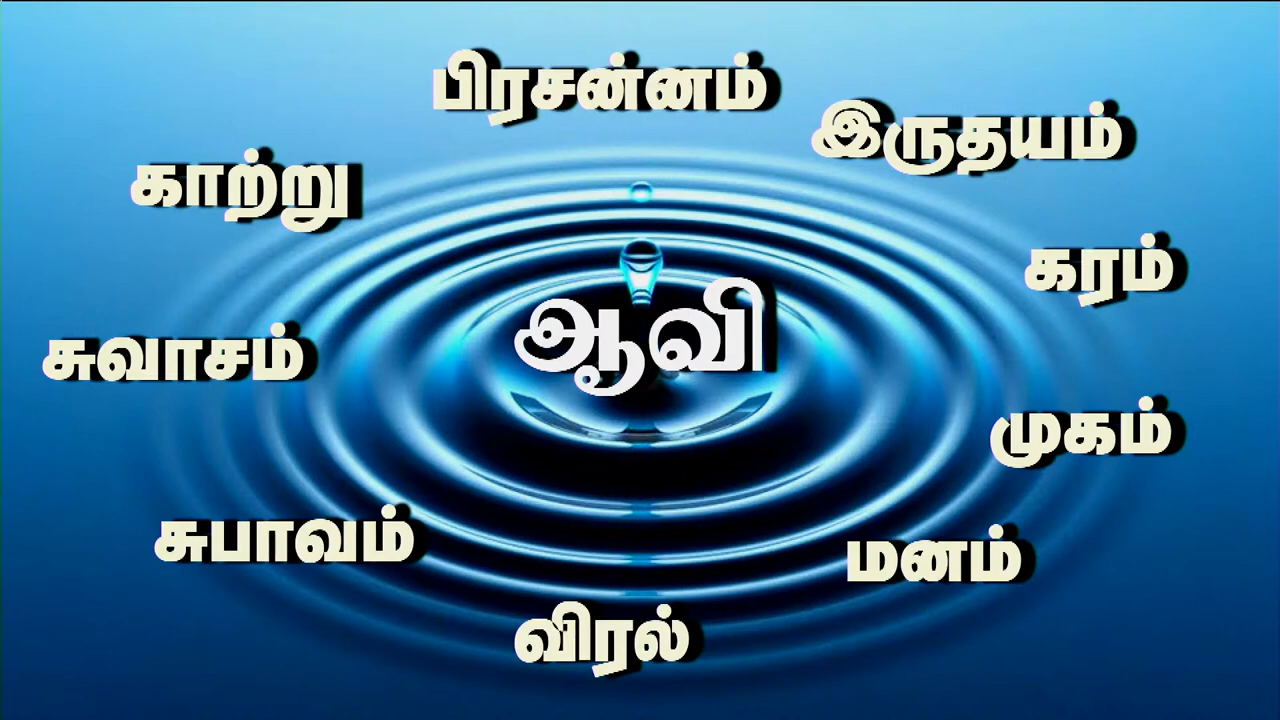 பிரசன்னம்
இருதயம்
காற்று
கரம்
ஆவி
சுவாசம்
முகம்
சுபாவம்
மனம்
விரல்